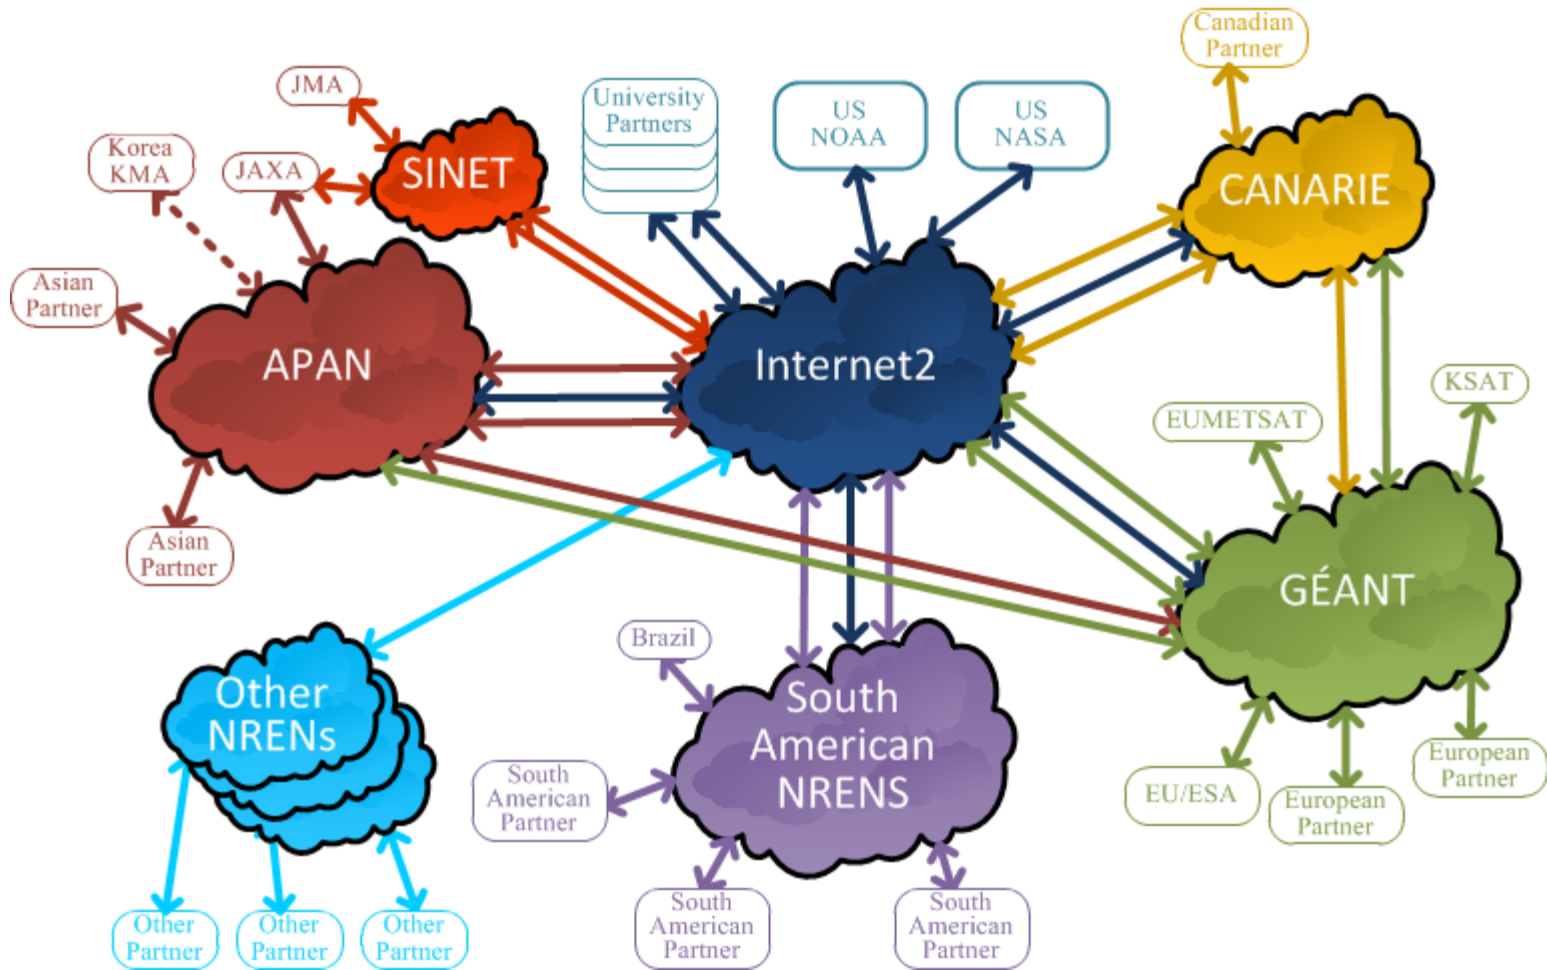 Canadian
Partner
JMA
University
Partners
US
NOAA
US
NASA
Korea
KMA
JAXA
SINET
CANARIE
Asian
Partner
APAN
Internet2
KSAT
EUMETSAT
Asian
Partner
GÉANT
Brazil
Other
NRENs
South
American
NRENS
South
American
Partner
EU/ESA
European
Partner
European
Partner
Other
Partner
Other
Partner
Other
Partner
South
American
Partner
South
American
Partner